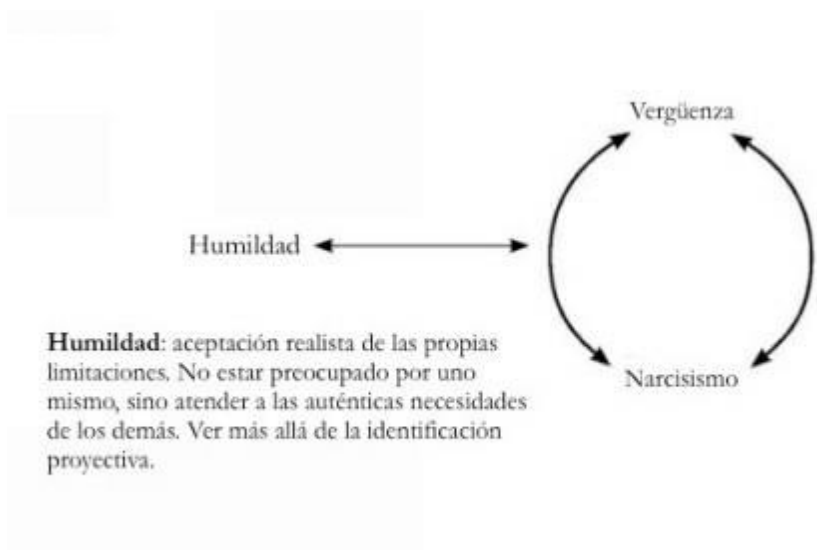 Vergüenza
Humildad
Narcisismo
Humildad: aceptación realista de las propias
limitaciones. No estar preocupado por uno
mismo, sino atender a las auténticas necesidades
de los demás. Ver más allá de la identificación
proyectiva.